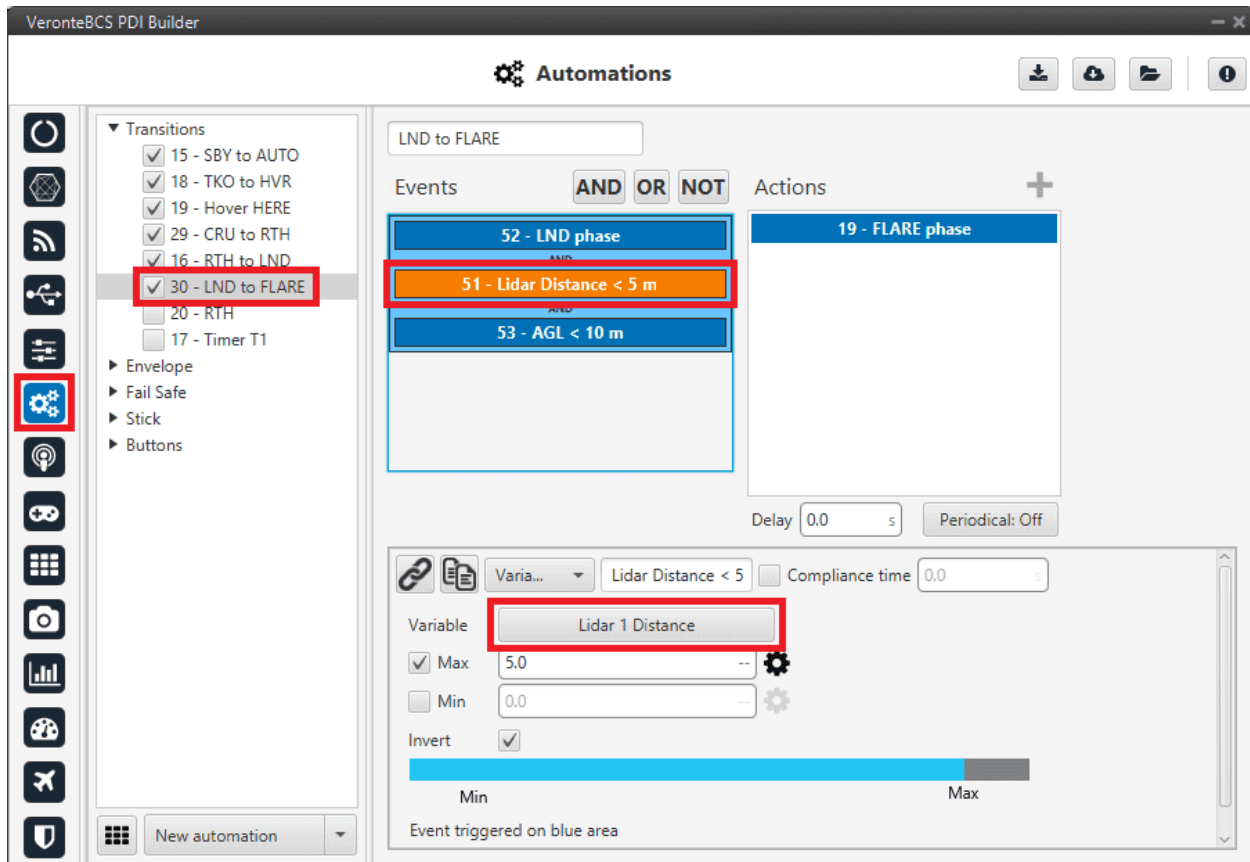 VeronteBCS PDI Builder
Automations
Transitions
15 - SBY to AUTO
18 - TKO to HVR
19 - Hover HERE
29 - CRU to RTH
16 - RTH to LND
30 - LND to FLARE
20 - RTH
17 - Timer T1
Envelope
Fail Safe
Stick
Buttons
New automation
LND to FLARE
Events AND OR NOT Actions
52 - LND phase
AND
51 - Lidar Distance < 5 m
AND
53 - AGL < 10 m
19 - FLARE phase
Delay 0.0 s Periodical: Off
Varia... Lidar Distance < 5 Compliance time 0.0 s
Variable Lidar 1 Distance
Max 5.0 --
Min 0.0 --
Invert
Min Max
Event triggered on blue area